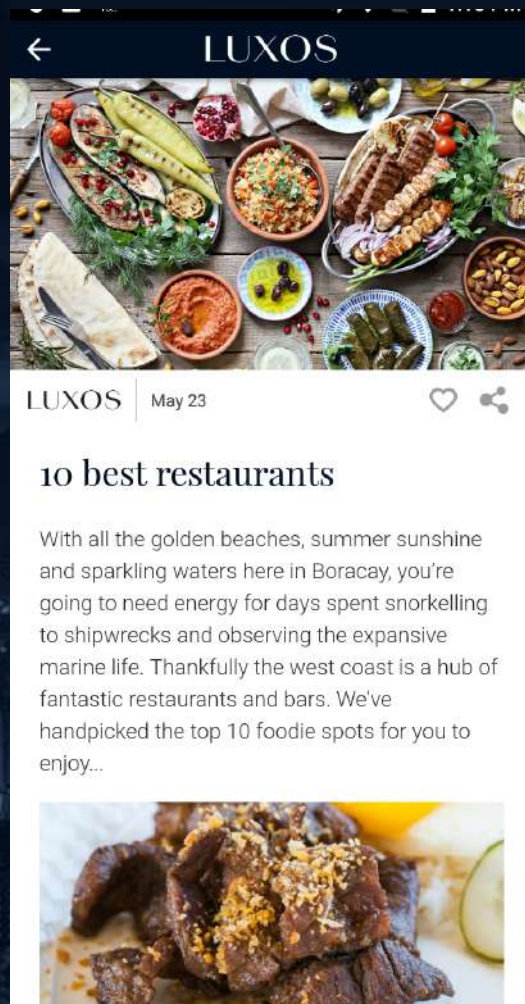 LUXOS
LUXOS
May 23
10 best restaurants
With all the golden beaches, summer sunshine
and sparkling waters here in Boracay, you're
going to need energy for days spent snorkelling
to shipwrecks and observing the expansive
marine life. Thankfully the west coast is a hub of
fantastic restaurants and bars. We've
handpicked the top 10 foodie spots for you to
enjoy...